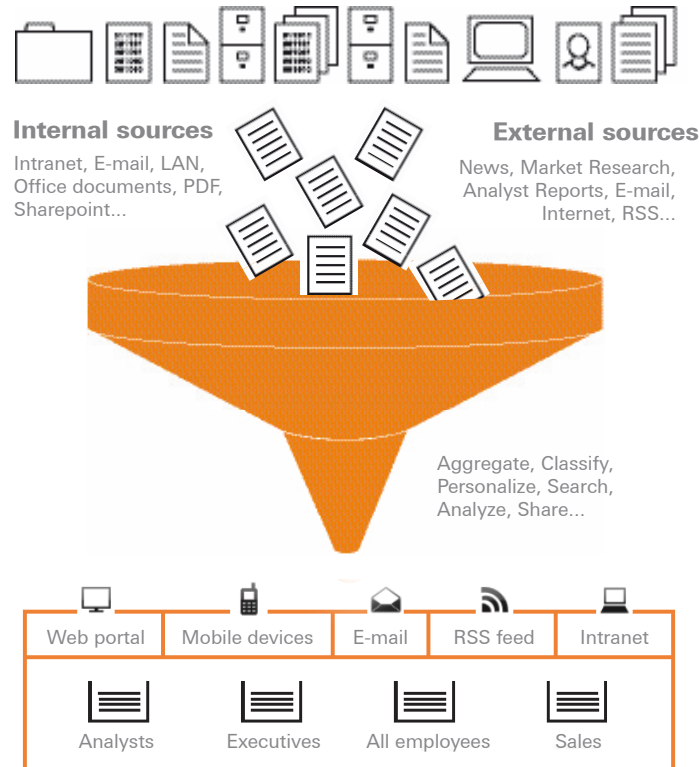 Internal sources
Intranet, E-mail, LAN,
Office documents, PDF,
Sharepoint...
External sources
News, Market Research,
Analyst Reports, E-mail,
Internet, RSS...
Aggregate, Classify,
Personalize, Search,
Analyze, Share...
Web portal
Mobile devices
E-mail
RSS feed
Intranet
Analysts
Executives
All employees
Sales